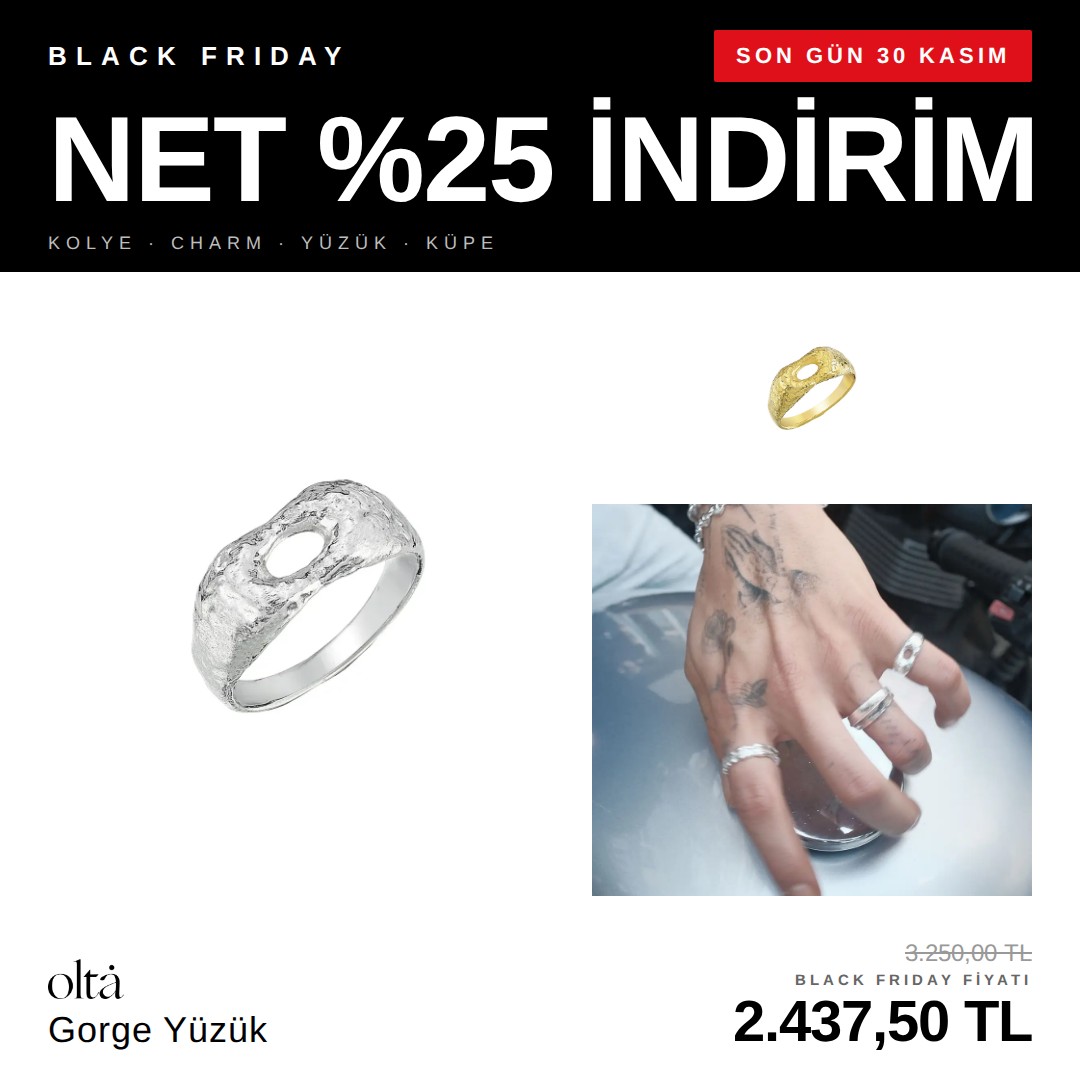 BLACK FRIDAY
SON GÜN 30 KASIM
NET %25 İNDİRİM
KOLYE · CHARM · YÜZÜK · KÜPE
olta
Gorge Yüzük
3.250,00 TL
BLACK FRIDAY FİYATI
2.437,50 TL